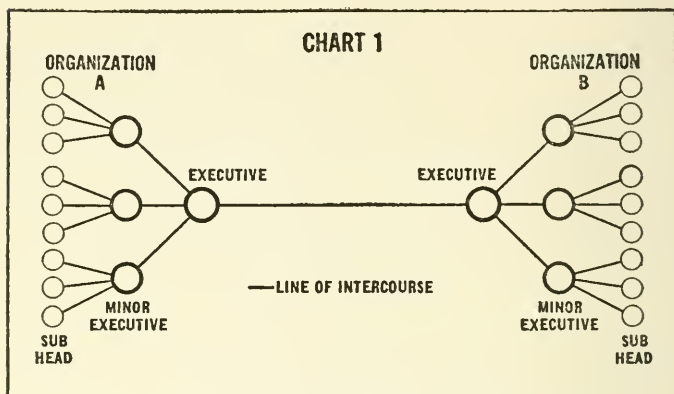 CHART 1
ORGANIZATION
A
ORGANIZATION
B
EXECUTIVE
EXECUTIVE
—LINE OF INTERCOURSE
MINOR
EXECUTIVE
MINOR
EXECUTIVE
SUB
HEAD
SUB
HEAD